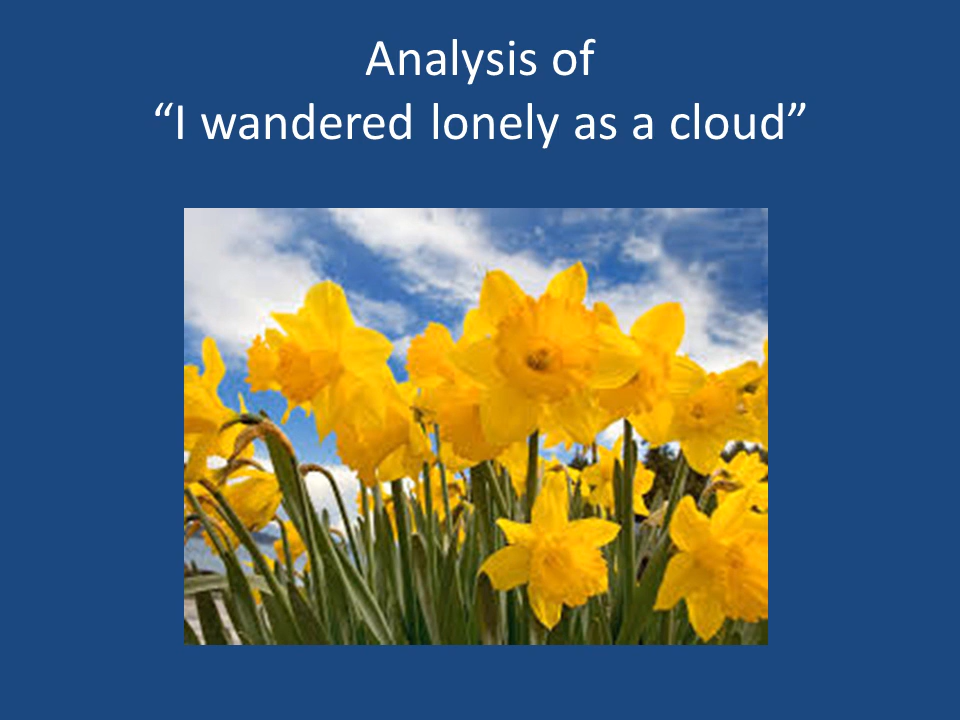 Analysis of
“I wandered lonely as a cloud”